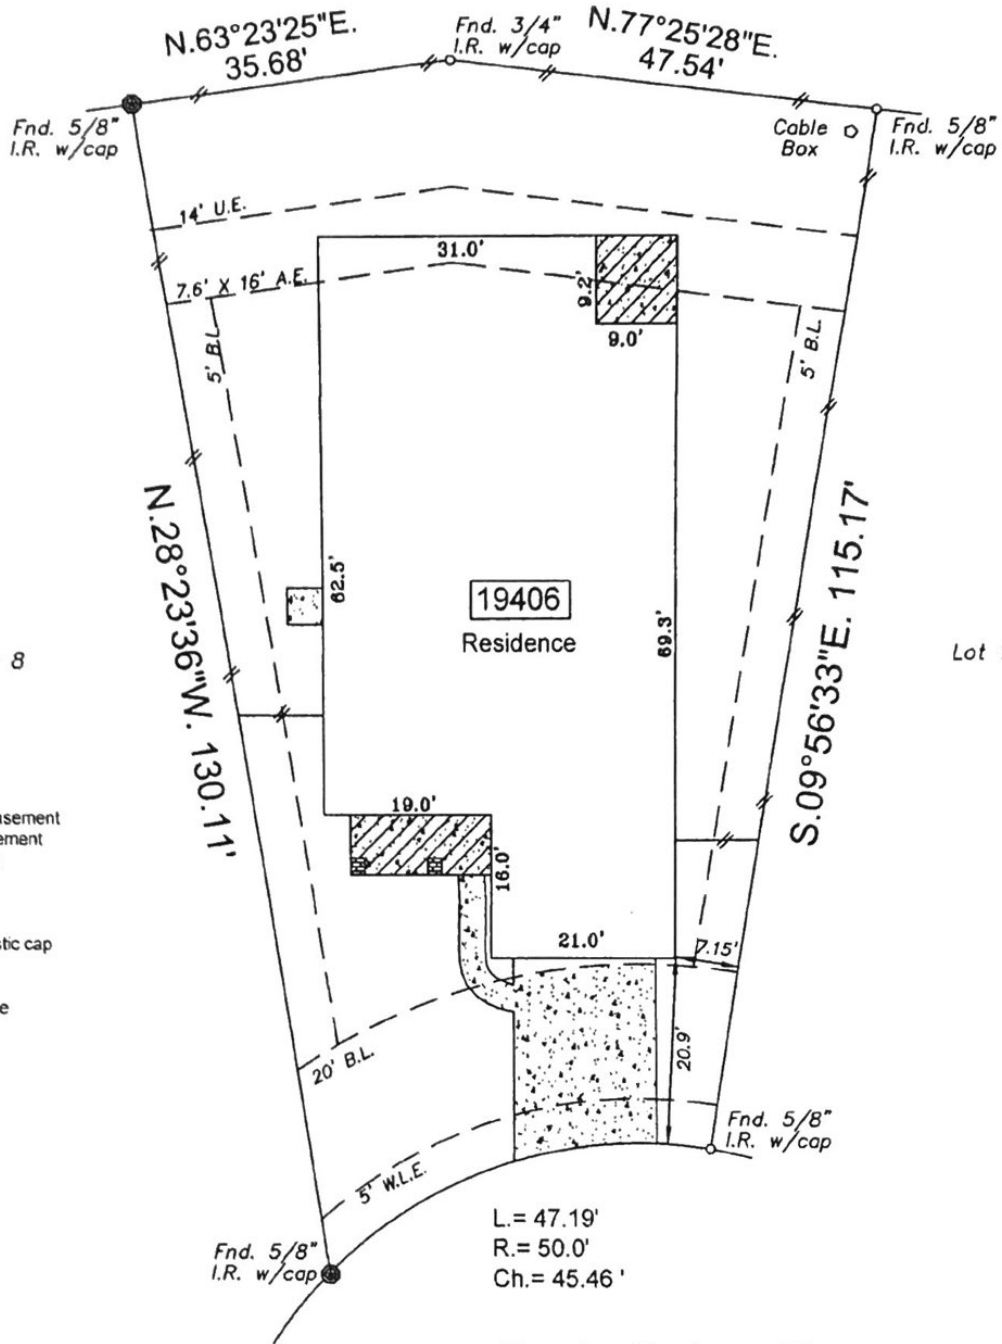 N.63°23'25"E.
35.68'
Fnd. 3/4"
I.R. w/cap
N.77°25'28"E.
47.54'
Fnd. 5/8"
I.R. w/cap
Cable
Box
Fnd. 5/8"
I.R. w/cap
14' U.E.
31.0'
7.6' X 16' A.E.
9.2'
9.0'
5' B.L.
5' B.L.
N.28°23'36"W. 130.11'
62.5'
19406
Residence
69.3'
S.09°56'33"E. 115.17'
8
Lot
19.0'
16.0'
21.0'
7.15'
20' B.L.
20.9'
5' W.L.E.
Fnd. 5/8"
I.R. w/cap
L.= 47.19'
R.= 50.0'
Ch.= 45.46 '
Fnd. 5/8"
I.R. w/cap